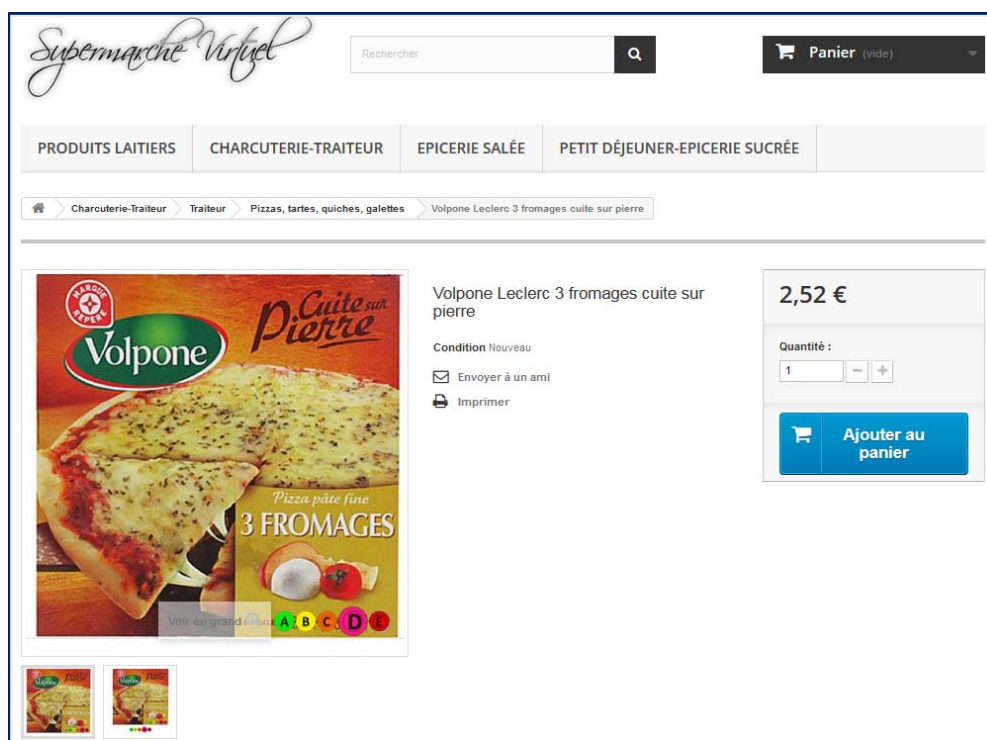 Supermarché Virtuel
Rechercher
Panier (vide)
PRODUITS LAITIERS
CHARCUTERIE-TRAITEUR
EPICERIE SALÉE
PETIT DÉJEUNER-EPICERIE SUCRÉE
Charcuterie-Traiteur
Traiteur
Pizzas, tartes, quiches, galettes
Volpone Leclerc 3 fromages cuite sur pierre
MARQUE REPÈRE
Volpone
Cuite sur
Pierre
Pizza pâte fine
3 FROMAGES
Voir en grand
A B C D E
Volpone Leclerc 3 fromages cuite sur
pierre
Condition Nouveau
Envoyer à un ami
Imprimer
2,52 €
Quantité :
1
Ajouter au
panier